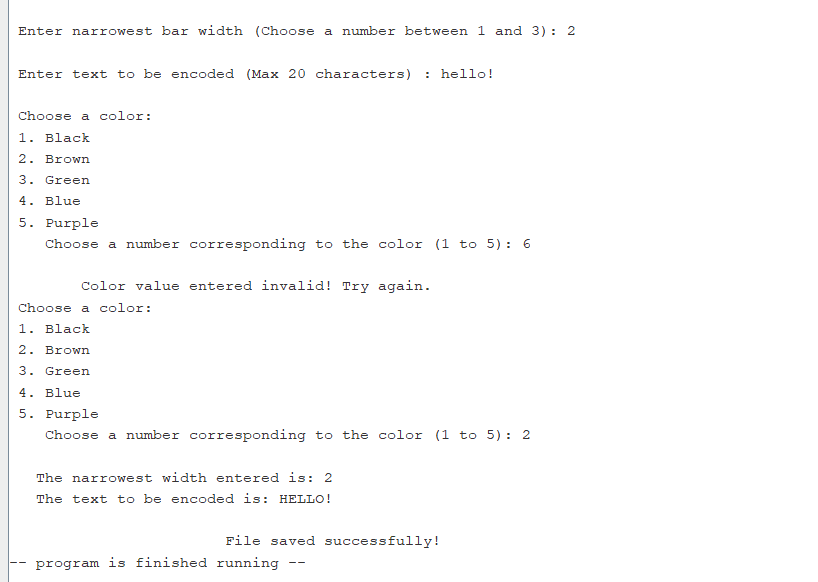 Enter narrowest bar width (Choose a number between 1 and 3): 2
Enter text to be encoded (Max 20 characters) : hello!
Choose a color:
1. Black
2. Brown
3. Green
4. Blue
5. Purple
Choose a number corresponding to the color (1 to 5): 6
Color value entered invalid! Try again.
Choose a color:
1. Black
2. Brown
3. Green
4. Blue
5. Purple
Choose a number corresponding to the color (1 to 5): 2
The narrowest width entered is: 2
The text to be encoded is: HELLO!
File saved successfully!
-- program is finished running --